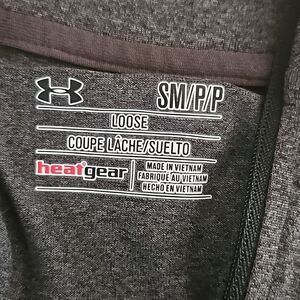 SM/P/P
LOOSE
COUPE LÂCHE/SUELTO
heatgear
MADE IN VIETNAM
FABRIQUÉ AU VIETNAM
HECHO EN VIETNAM